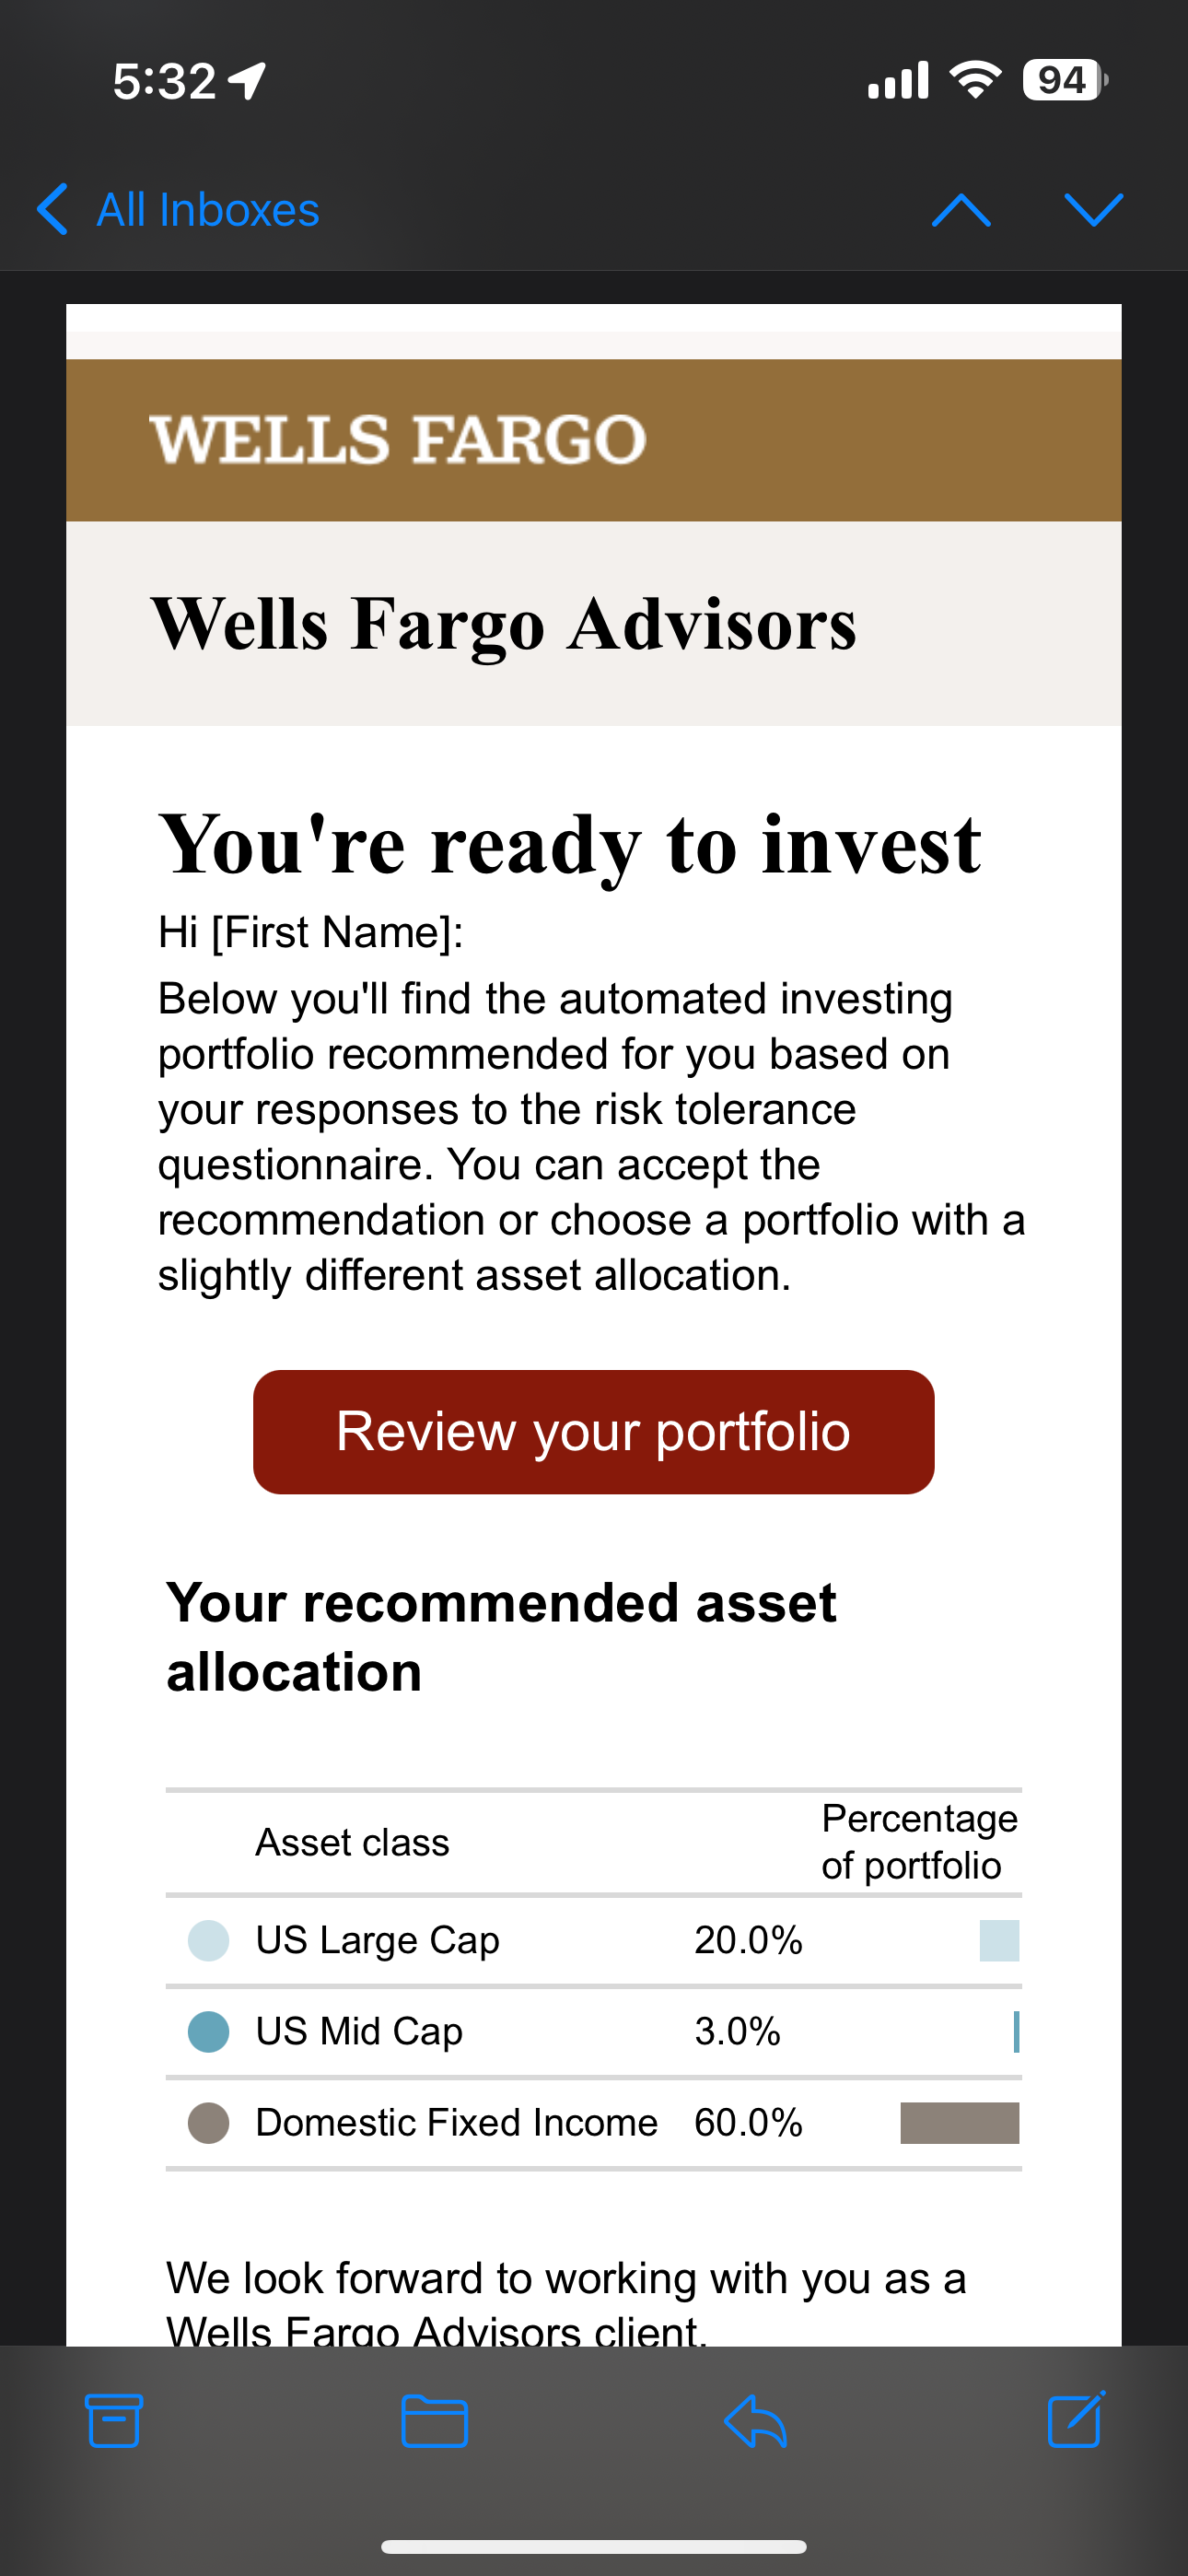 5:32
94
All Inboxes
WELLS FARGO
Wells Fargo Advisors
You're ready to invest
Hi [First Name]:
Below you'll find the automated investing
portfolio recommended for you based on
your responses to the risk tolerance
questionnaire. You can accept the
recommendation or choose a portfolio with a
slightly different asset allocation.
Review your portfolio
Your recommended asset
allocation
Asset class
Percentage
of portfolio
US Large Cap 20.0%
US Mid Cap 3.0%
Domestic Fixed Income 60.0%
We look forward to working with you as a
Wells Fargo Advisors client.